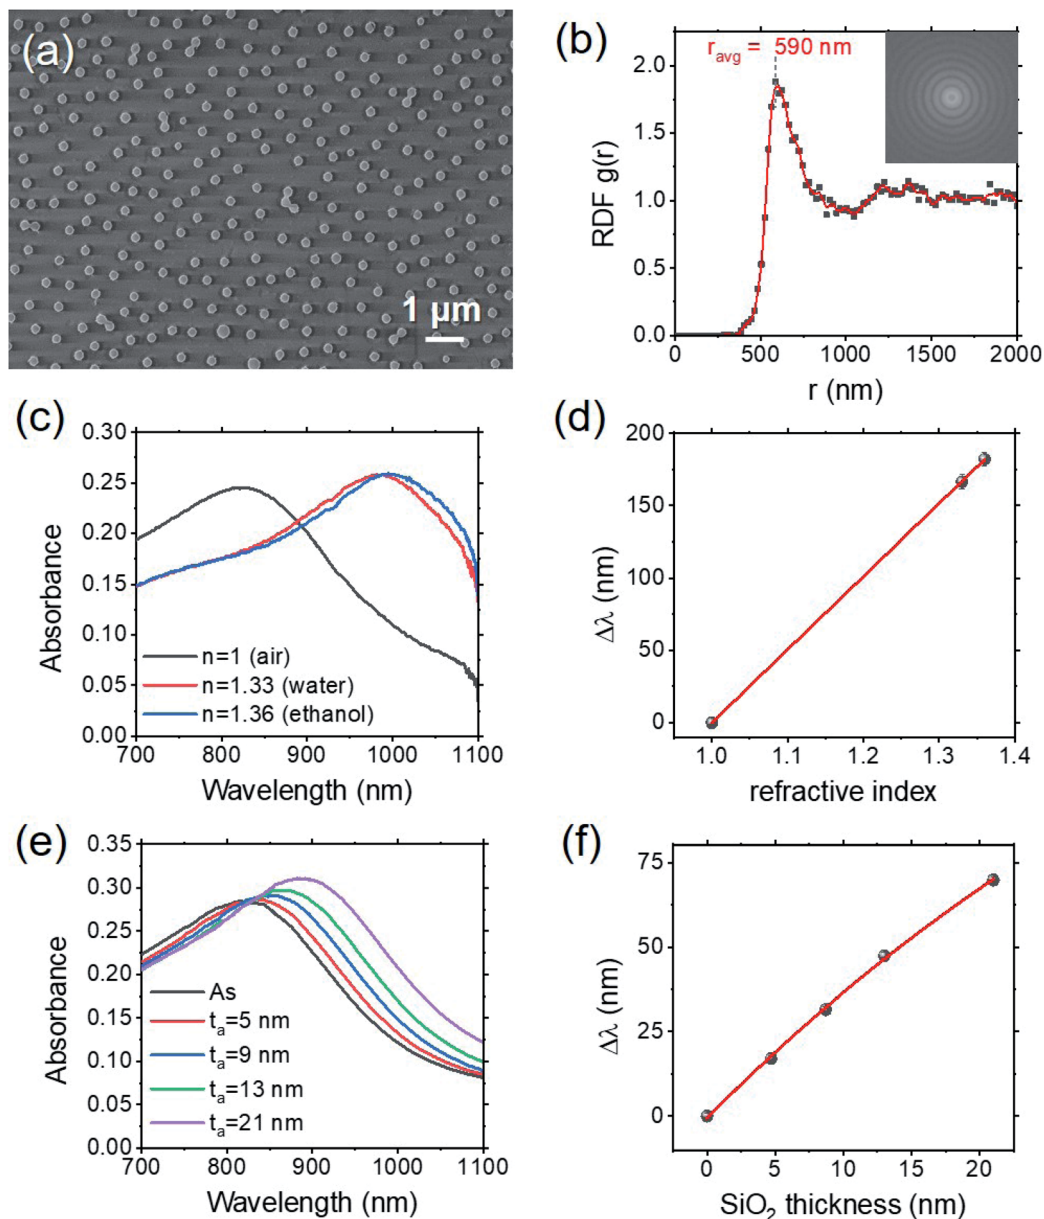 (a)
1 μm
(b)
r_avg = 590 nm
RDF g(r)
2.0
1.5
1.0
0.5
0.0
0 500 1000 1500 2000
r (nm)
(c)
Absorbance
0.30
0.25
0.20
0.15
0.10
0.05
0.00
n=1 (air)
n=1.33 (water)
n=1.36 (ethanol)
700 800 900 1000 1100
Wavelength (nm)
(d)
Δλ (nm)
200
150
100
50
0
1.0 1.1 1.2 1.3 1.4
refractive index
(e)
Absorbance
0.35
0.30
0.25
0.20
0.15
0.10
0.05
0.00
As
t_a=5 nm
t_a=9 nm
t_a=13 nm
t_a=21 nm
700 800 900 1000 1100
Wavelength (nm)
(f)
Δλ (nm)
75
50
25
0
0 5 10 15 20
SiO₂ thickness (nm)